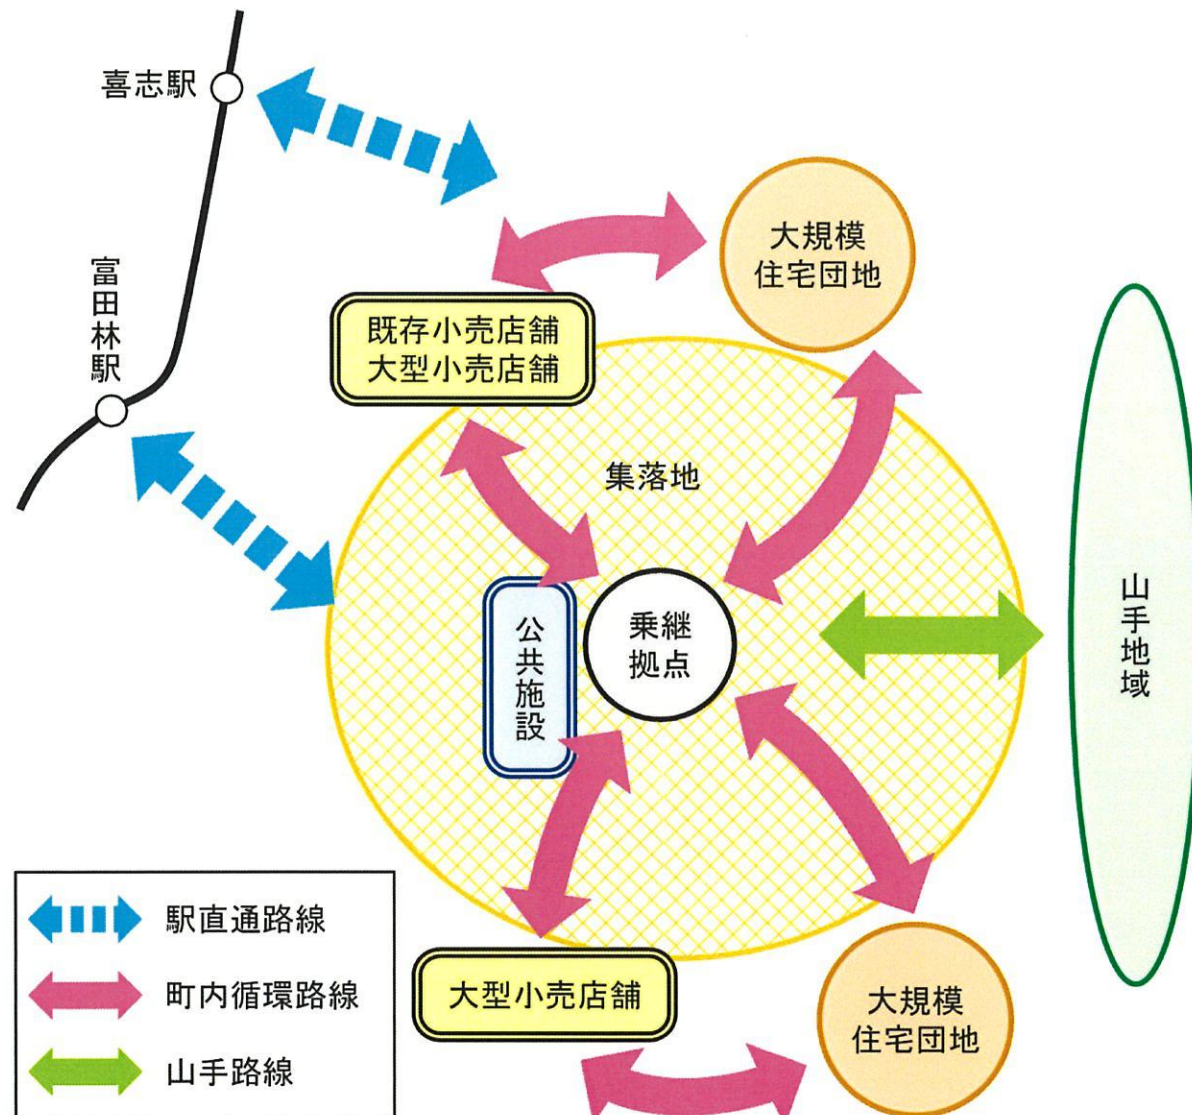 喜志駅
富田林駅
大規模
住宅団地
既存小売店舗
大型小売店舗
集落地
公共施設
乗継
拠点
山手地域
大型小売店舗
大規模
住宅団地
駅直通路線
町内循環路線
山手路線